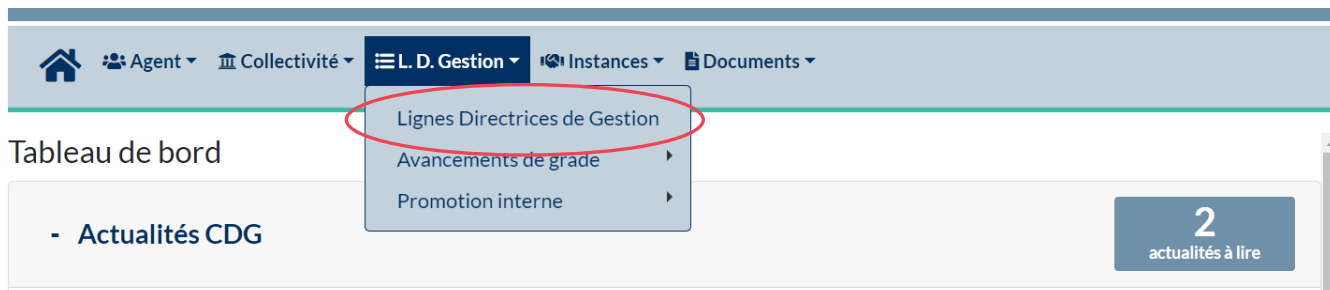 Agent Collectivité L. D. Gestion Instances Documents
Lignes Directrices de Gestion
Avancements de grade
Promotion interne
Tableau de bord
- Actualités CDG
2
actualités à lire